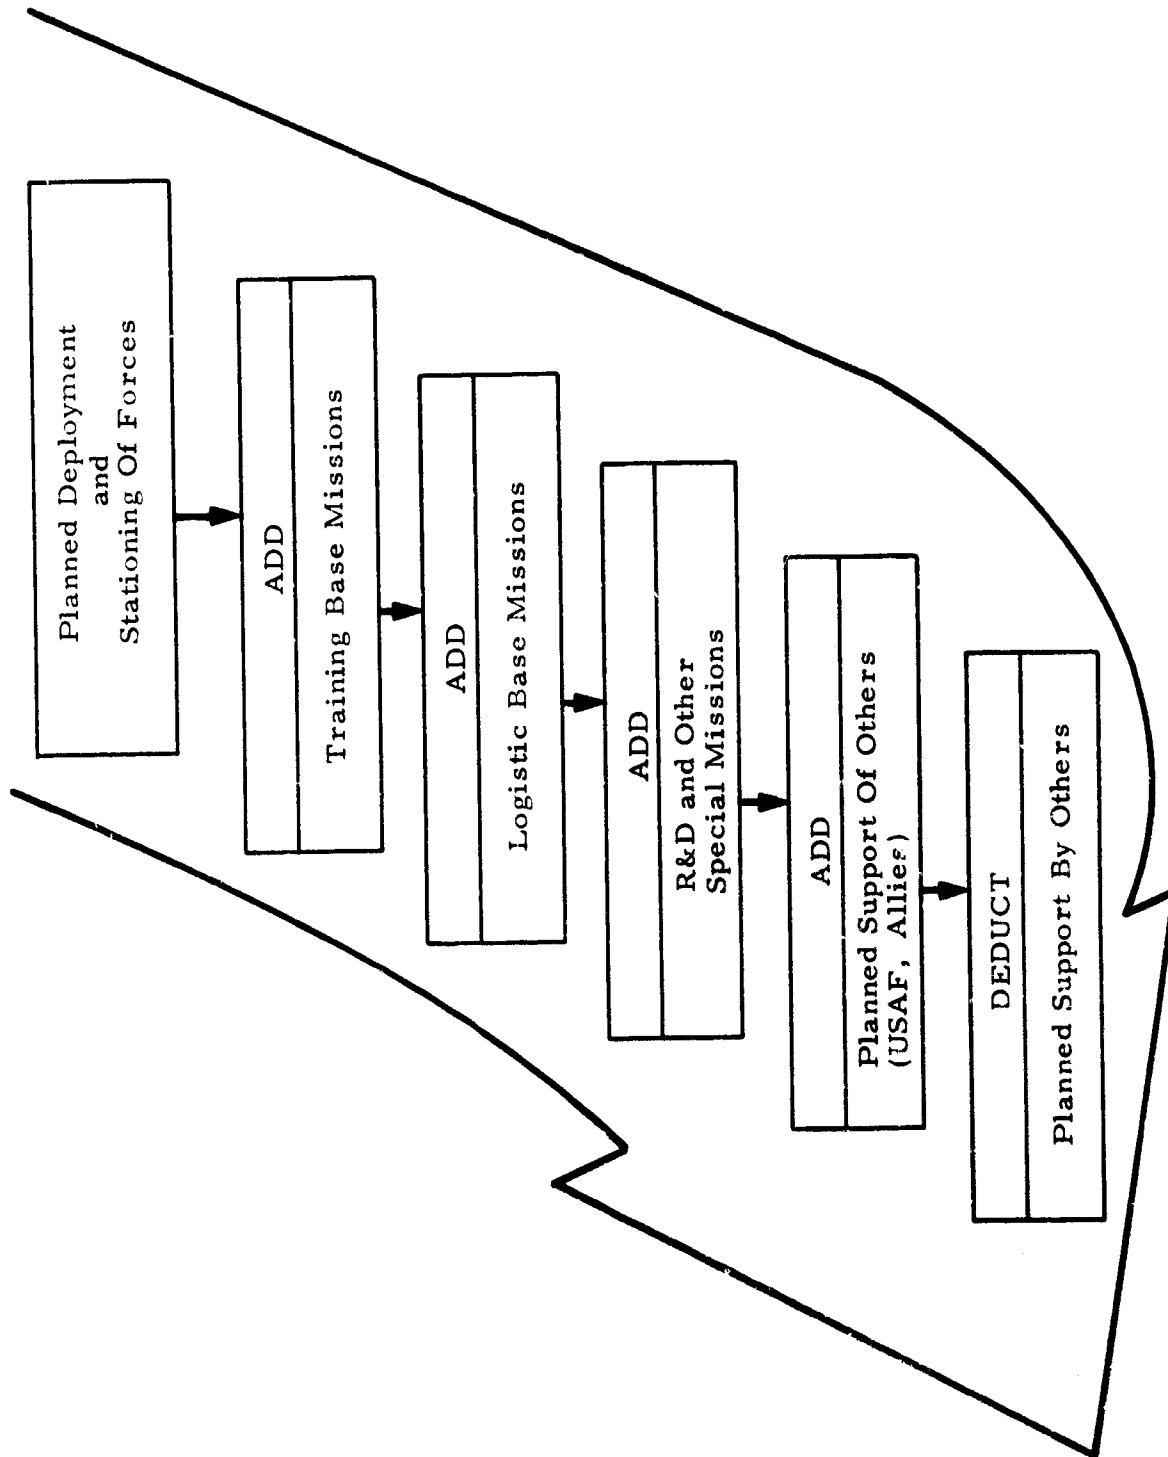 Planned Deployment
and
Stationing Of Forces
ADD
Training Base Missions
ADD
Logistic Base Missions
ADD
R&D and Other
Special Missions
ADD
Planned Support Of Others
(USAF, Allies)
DEDUCT
Planned Support By Others